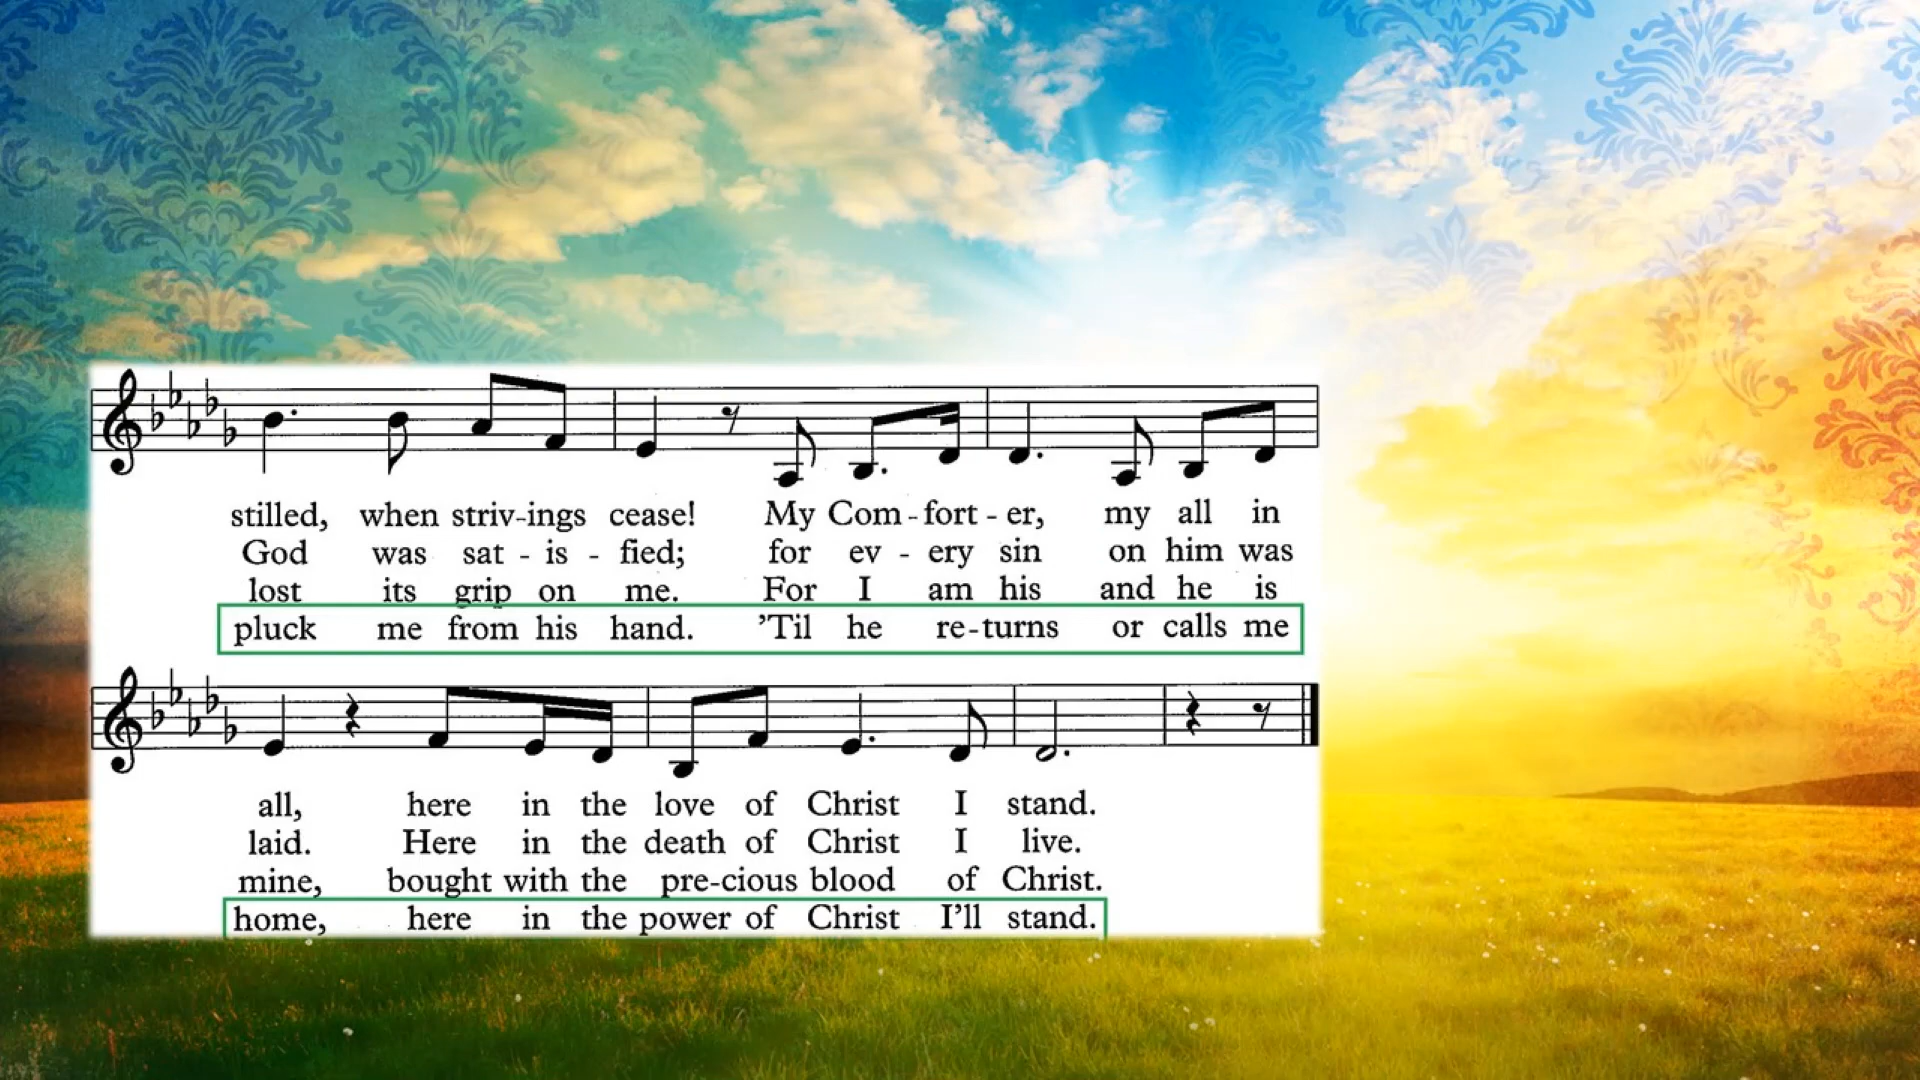 stilled, when striv-ings cease! My Com-fort-er, my all in
God was sat-is-fied; for ev-ery sin on him was
lost its grip on me. For I am his and he is
pluck me from his hand. ’Til he re-turns or calls me
all, here in the love of Christ I stand.
laid. Here in the death of Christ I live.
mine, bought with the pre-cious blood of Christ.
home, here in the power of Christ I’ll stand.